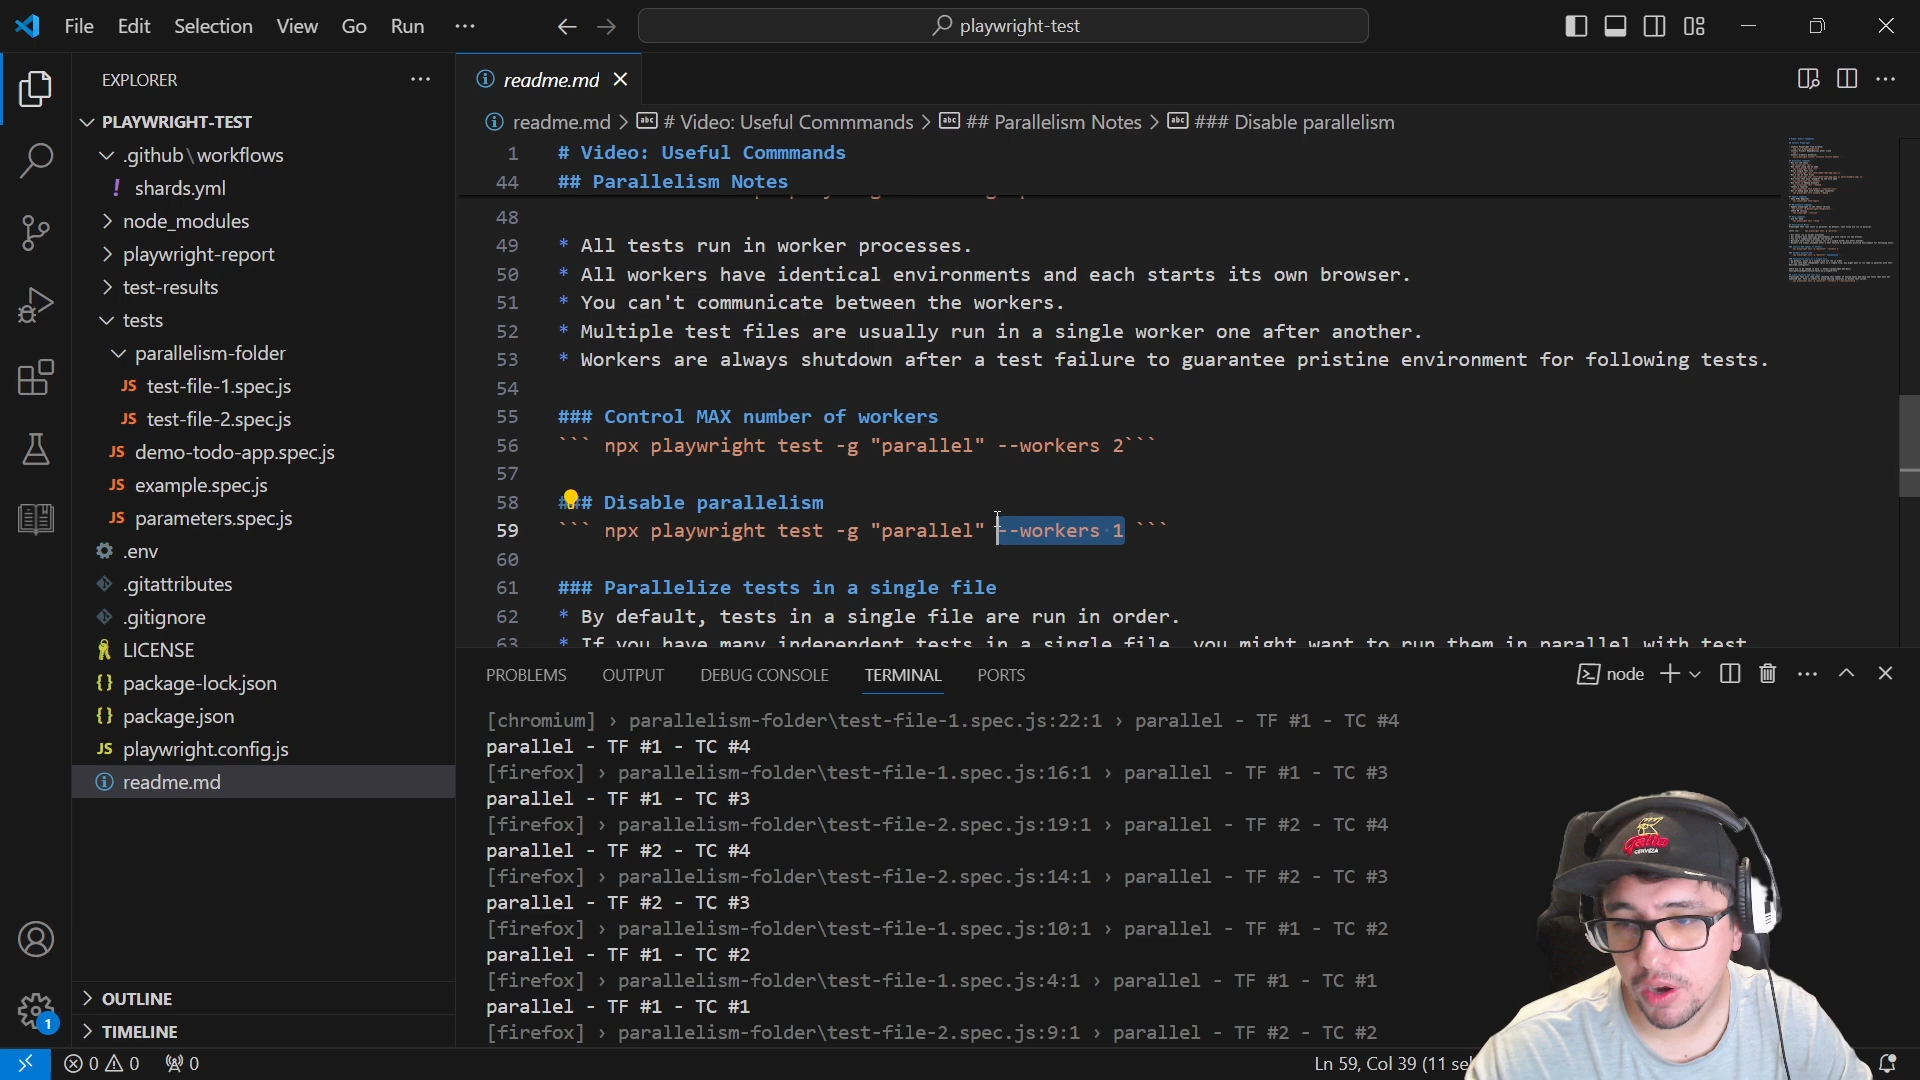 File Edit Selection View Go Run ···
playwright-test
EXPLORER
PLAYWRIGHT-TEST
.github\workflows
! shards.yml
node_modules
playwright-report
test-results
tests
parallelism-folder
JS test-file-1.spec.js
JS test-file-2.spec.js
JS demo-todo-app.spec.js
JS example.spec.js
JS parameters.spec.js
.env
.gitattributes
.gitignore
LICENSE
{} package-lock.json
{} package.json
JS playwright.config.js
readme.md
OUTLINE
TIMELINE
readme.md
readme.md > # Video: Useful Commmands > ## Parallelism Notes > ### Disable parallelism
1 # Video: Useful Commmands
44 ## Parallelism Notes
48
49 * All tests run in worker processes.
50 * All workers have identical environments and each starts its own browser.
51 * You can't communicate between the workers.
52 * Multiple test files are usually run in a single worker one after another.
53 * Workers are always shutdown after a test failure to guarantee pristine environment for following tests.
54
55 ### Control MAX number of workers
56 ``` npx playwright test -g "parallel" --workers 2```
57
58 ### Disable parallelism
59 ``` npx playwright test -g "parallel" --workers 1 ```
60
61 ### Parallelize tests in a single file
62 * By default, tests in a single file are run in order.
63 * If you have many independent tests in a single file, you might want to run them in parallel with test
PROBLEMS OUTPUT DEBUG CONSOLE TERMINAL PORTS
node
[chromium] › parallelism-folder\test-file-1.spec.js:22:1 › parallel - TF #1 - TC #4
parallel - TF #1 - TC #4
[firefox] › parallelism-folder\test-file-1.spec.js:16:1 › parallel - TF #1 - TC #3
parallel - TF #1 - TC #3
[firefox] › parallelism-folder\test-file-2.spec.js:19:1 › parallel - TF #2 - TC #4
parallel - TF #2 - TC #4
[firefox] › parallelism-folder\test-file-2.spec.js:14:1 › parallel - TF #2 - TC #3
parallel - TF #2 - TC #3
[firefox] › parallelism-folder\test-file-1.spec.js:10:1 › parallel - TF #1 - TC #2
parallel - TF #1 - TC #2
[firefox] › parallelism-folder\test-file-1.spec.js:4:1 › parallel - TF #1 - TC #1
parallel - TF #1 - TC #1
[firefox] › parallelism-folder\test-file-2.spec.js:9:1 › parallel - TF #2 - TC #2
Gallo
CERVEZA
1
0 0 0
Ln 59, Col 39 (11 sel